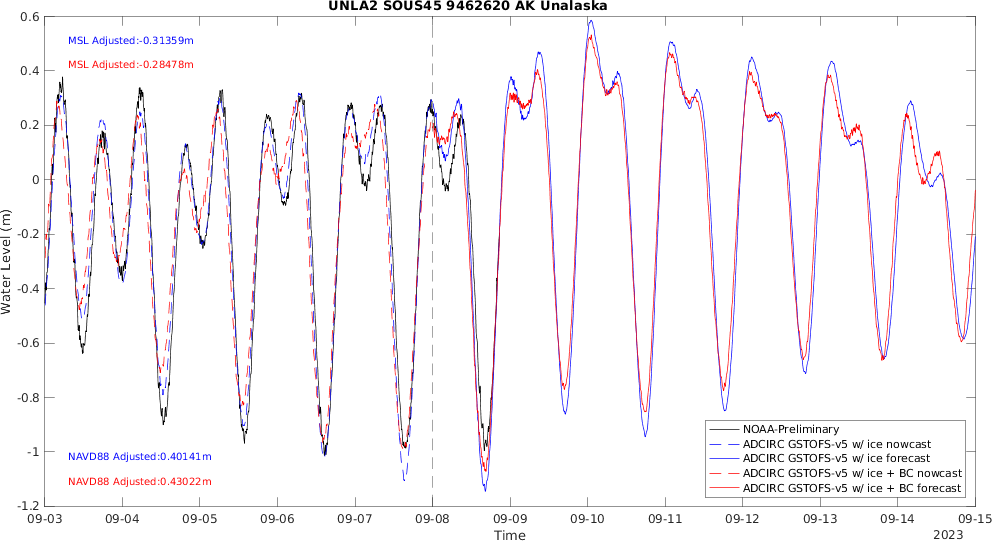 UNLA2 SOUS45 9462620 AK Unalaska
MSL Adjusted:-0.31359m
MSL Adjusted:-0.28478m
NAVD88 Adjusted:0.40141m
NAVD88 Adjusted:0.43022m
Water Level (m)
0.6
0.4
0.2
0
-0.2
-0.4
-0.6
-0.8
-1
-1.2
NOAA-Preliminary
ADCIRC GSTOFS-v5 w/ ice nowcast
ADCIRC GSTOFS-v5 w/ ice forecast
ADCIRC GSTOFS-v5 w/ ice + BC nowcast
ADCIRC GSTOFS-v5 w/ ice + BC forecast
09-03 09-04 09-05 09-06 09-07 09-08 09-09 09-10 09-11 09-12 09-13 09-14 09-15
Time
2023